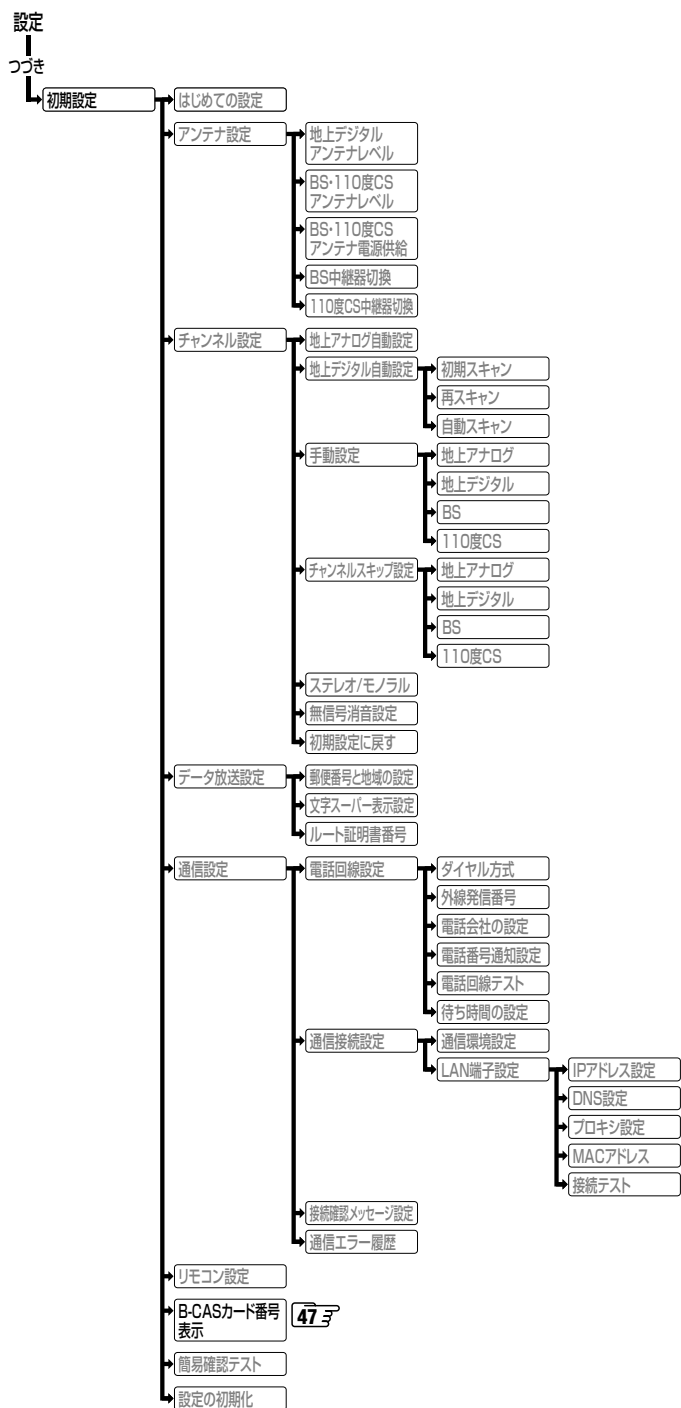 設定
つづき
初期設定
はじめての設定
アンテナ設定
地上デジタル
アンテナレベル
BS・110度CS
アンテナレベル
BS・110度CS
アンテナ電源供給
BS中継器切換
110度CS中継器切換
チャンネル設定
地上アナログ自動設定
地上デジタル自動設定
初期スキャン
再スキャン
自動スキャン
手動設定
地上アナログ
地上デジタル
BS
110度CS
チャンネルスキップ設定
地上アナログ
地上デジタル
BS
110度CS
ステレオ/モノラル
無信号消音設定
初期設定に戻す
データ放送設定
郵便番号と地域の設定
文字スーパー表示設定
ルート証明書番号
通信設定
電話回線設定
ダイヤル方式
外線発信番号
電話会社の設定
電話番号通知設定
電話回線テスト
待ち時間の設定
通信接続設定
通信環境設定
LAN端子設定
IPアドレス設定
DNS設定
プロキシ設定
MACアドレス
接続テスト
接続確認メッセージ設定
通信エラー履歴
リモコン設定
B-CASカード番号
表示
47
簡易確認テスト
設定の初期化